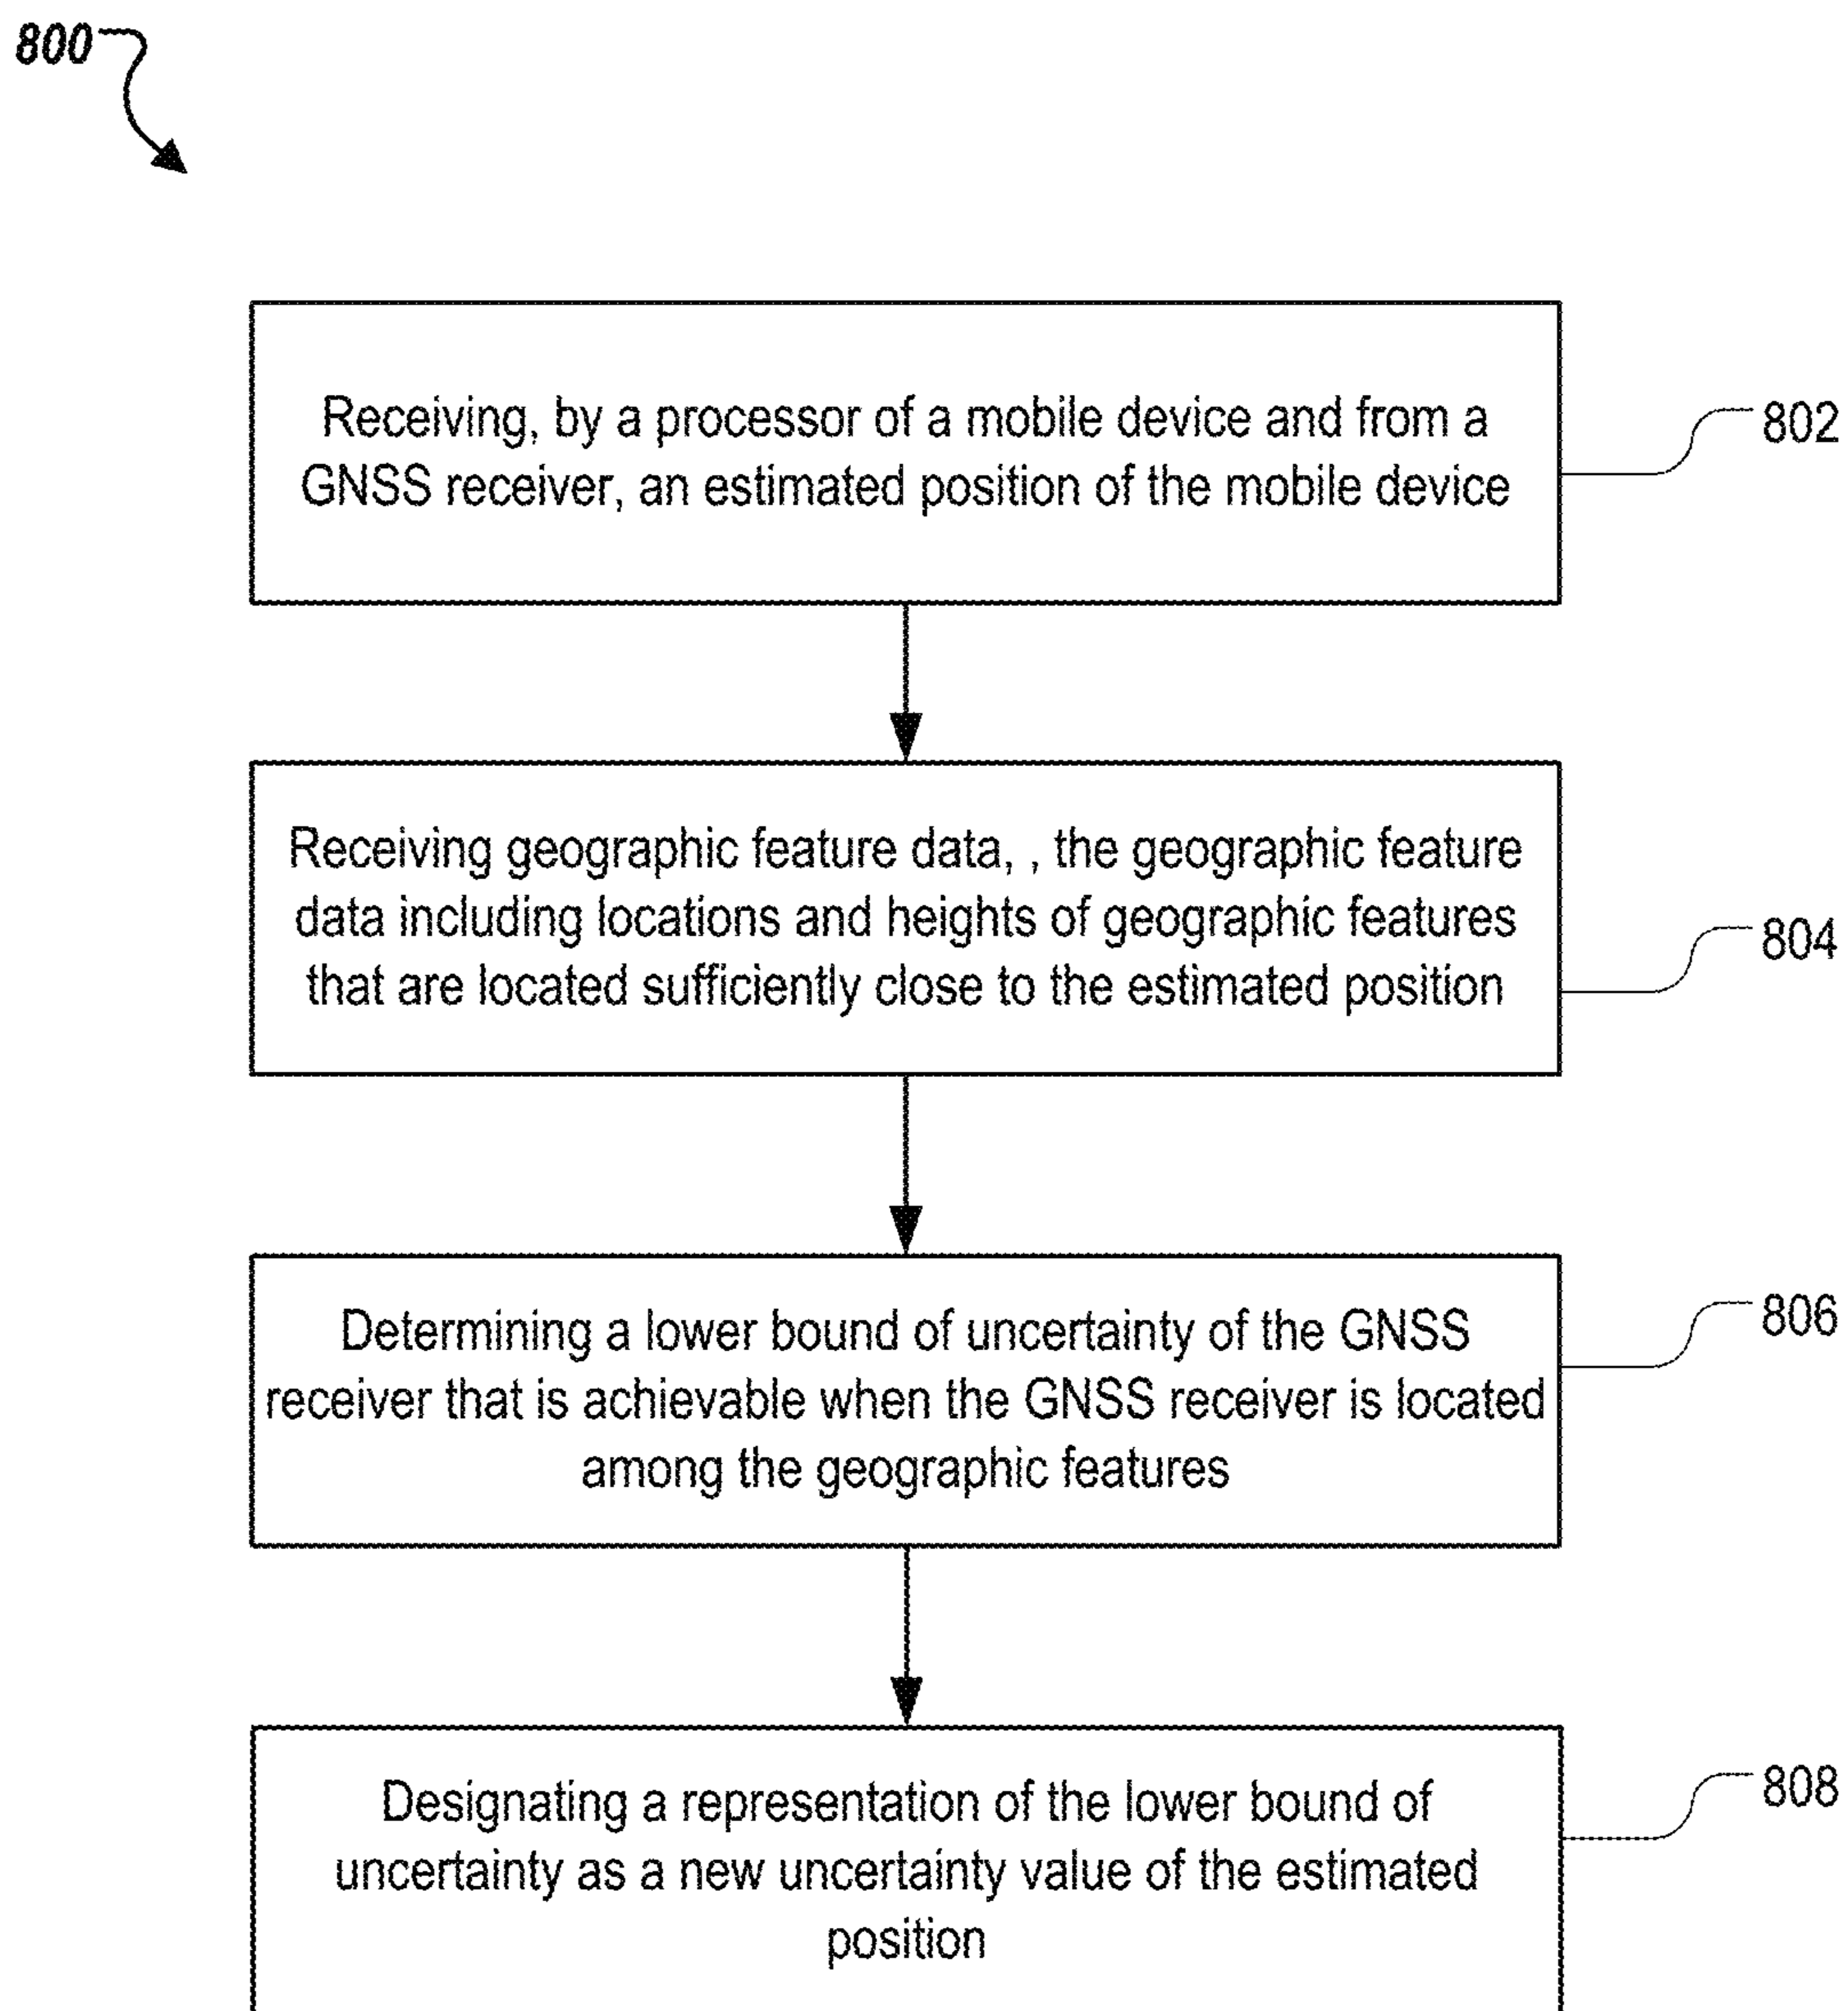 800
Receiving, by a processor of a mobile device and from a
GNSS receiver, an estimated position of the mobile device
802
Receiving geographic feature data, , the geographic feature
data including locations and heights of geographic features
that are located sufficiently close to the estimated position
804
Determining a lower bound of uncertainty of the GNSS
receiver that is achievable when the GNSS receiver is located
among the geographic features
806
Designating a representation of the lower bound of
uncertainty as a new uncertainty value of the estimated
position
808